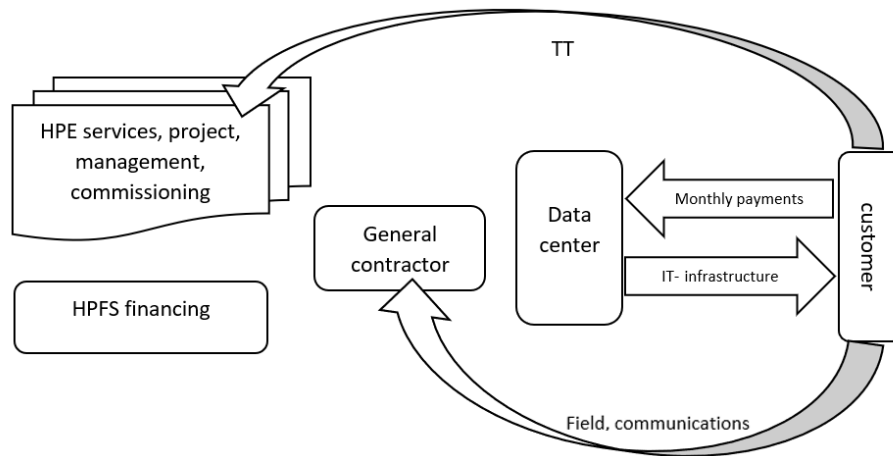 TT
HPE services, project,
management,
commissioning
General
contractor
Data
center
Monthly payments
IT- infrastructure
customer
HPFS financing
Field, communications